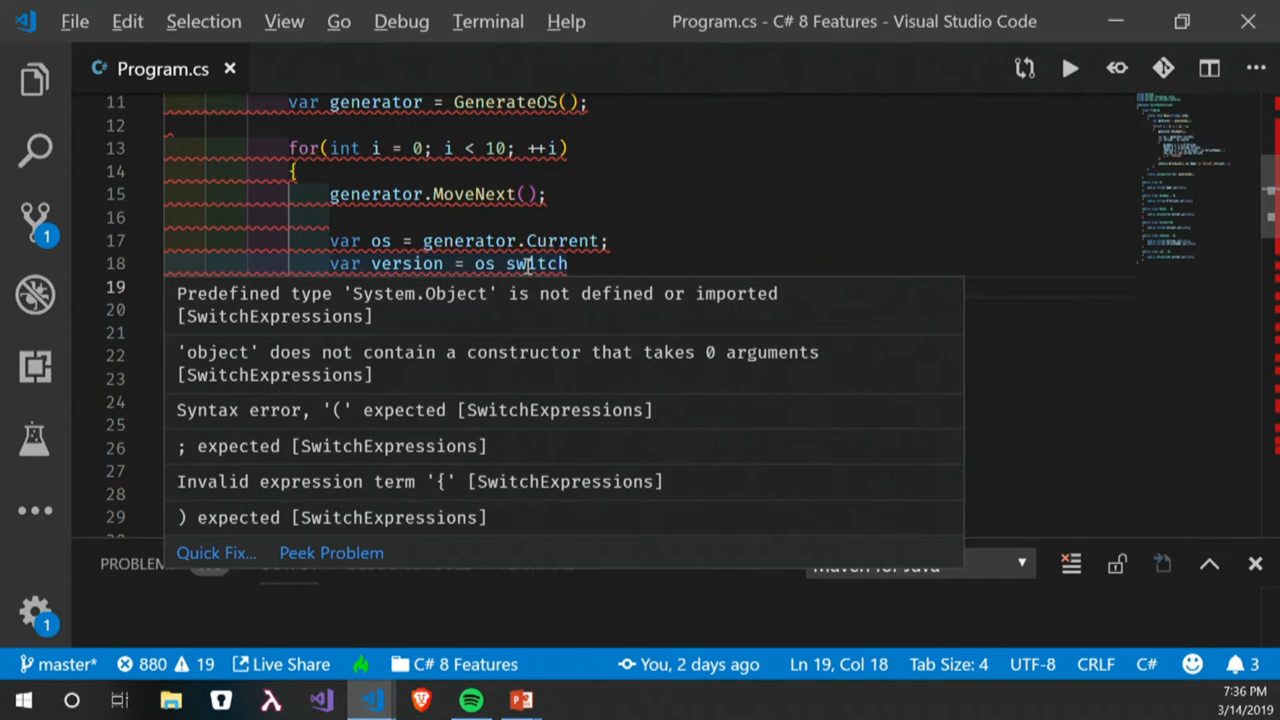 File Edit Selection View Go Debug Terminal Help Program.cs - C# 8 Features - Visual Studio Code
Program.cs
11 var generator = GenerateOS();
12
13 for(int i = 0; i < 10; ++i)
14 {
15 generator.MoveNext();
16
17 var os = generator.Current;
18 var version = os switch
19
20
21
22
23
24
25
26
27
28
29
Predefined type 'System.Object' is not defined or imported
[SwitchExpressions]
'object' does not contain a constructor that takes 0 arguments
[SwitchExpressions]
Syntax error, '(' expected [SwitchExpressions]
; expected [SwitchExpressions]
Invalid expression term '{' [SwitchExpressions]
) expected [SwitchExpressions]
Quick Fix... Peek Problem
1
1
master* 880 19 Live Share C# 8 Features You, 2 days ago Ln 19, Col 18 Tab Size: 4 UTF-8 CRLF C# 3
7:36 PM
3/14/2019